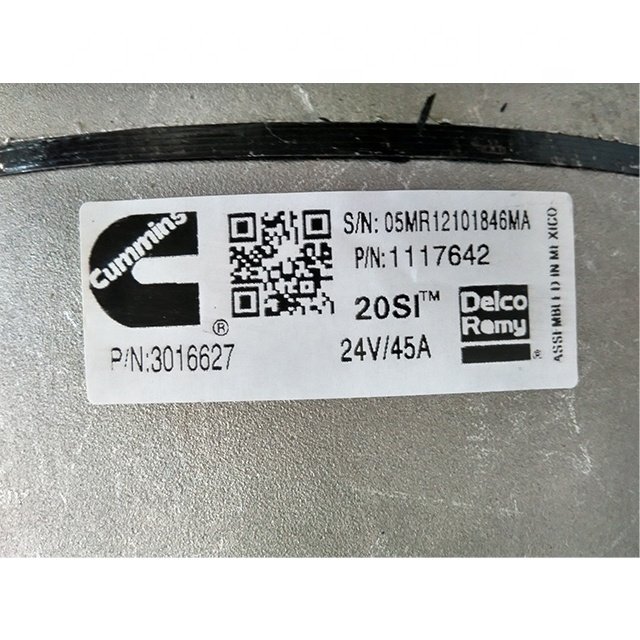 Cummins
®
P/N:3016627
S/N: 05MR12101846MA
P/N:1117642
20SI™
24V/45A
Delco
Remy
®
ASSEMBLED IN MEXICO